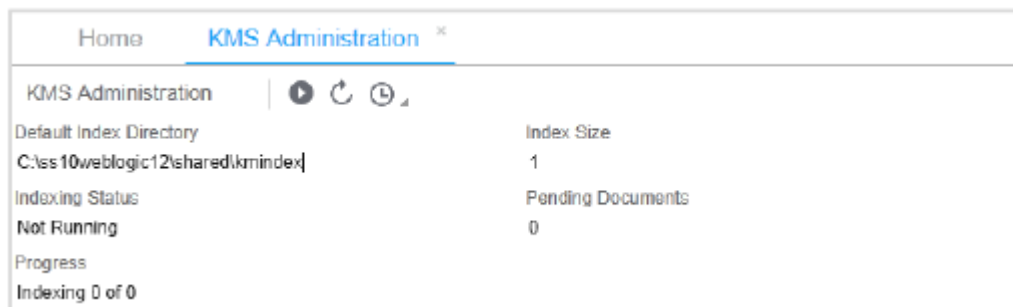 Home KMS Administration ×
KMS Administration
Default Index Directory Index Size
C:\ss10weblogic12\shared\kmindex 1
Indexing Status Pending Documents
Not Running 0
Progress
Indexing 0 of 0